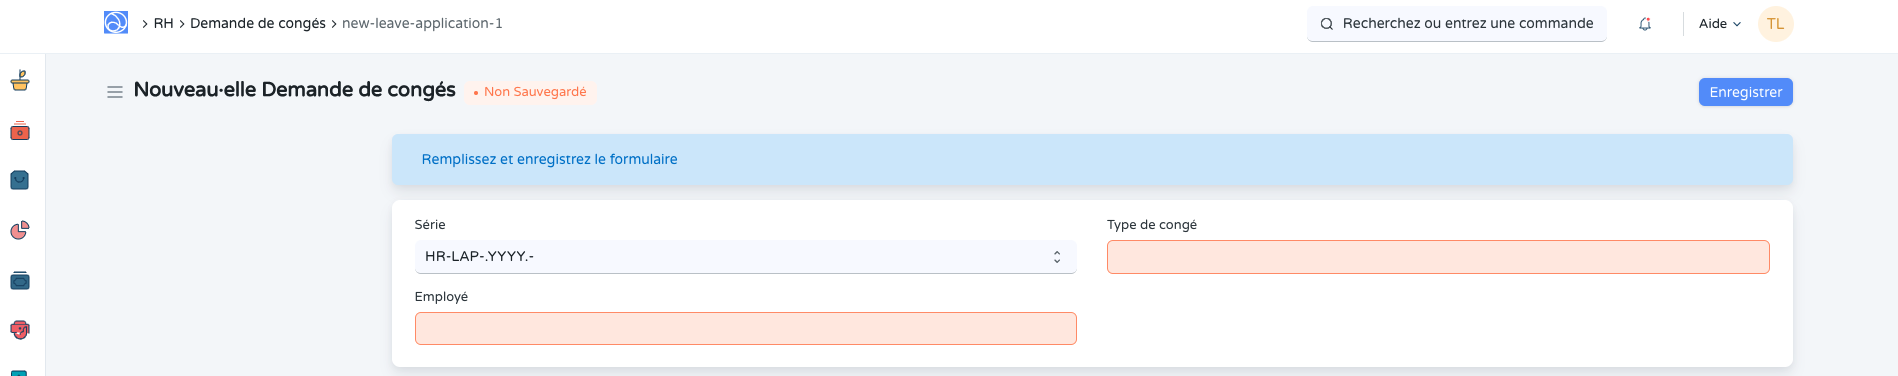 RH > Demande de congés > new-leave-application-1
Recherchez ou entrez une commande
Aide
TL
Nouveau·elle Demande de congés
• Non Sauvegardé
Enregistrer
Remplissez et enregistrez le formulaire
Série
HR-LAP-.YYYY.-
Type de congé
Employé